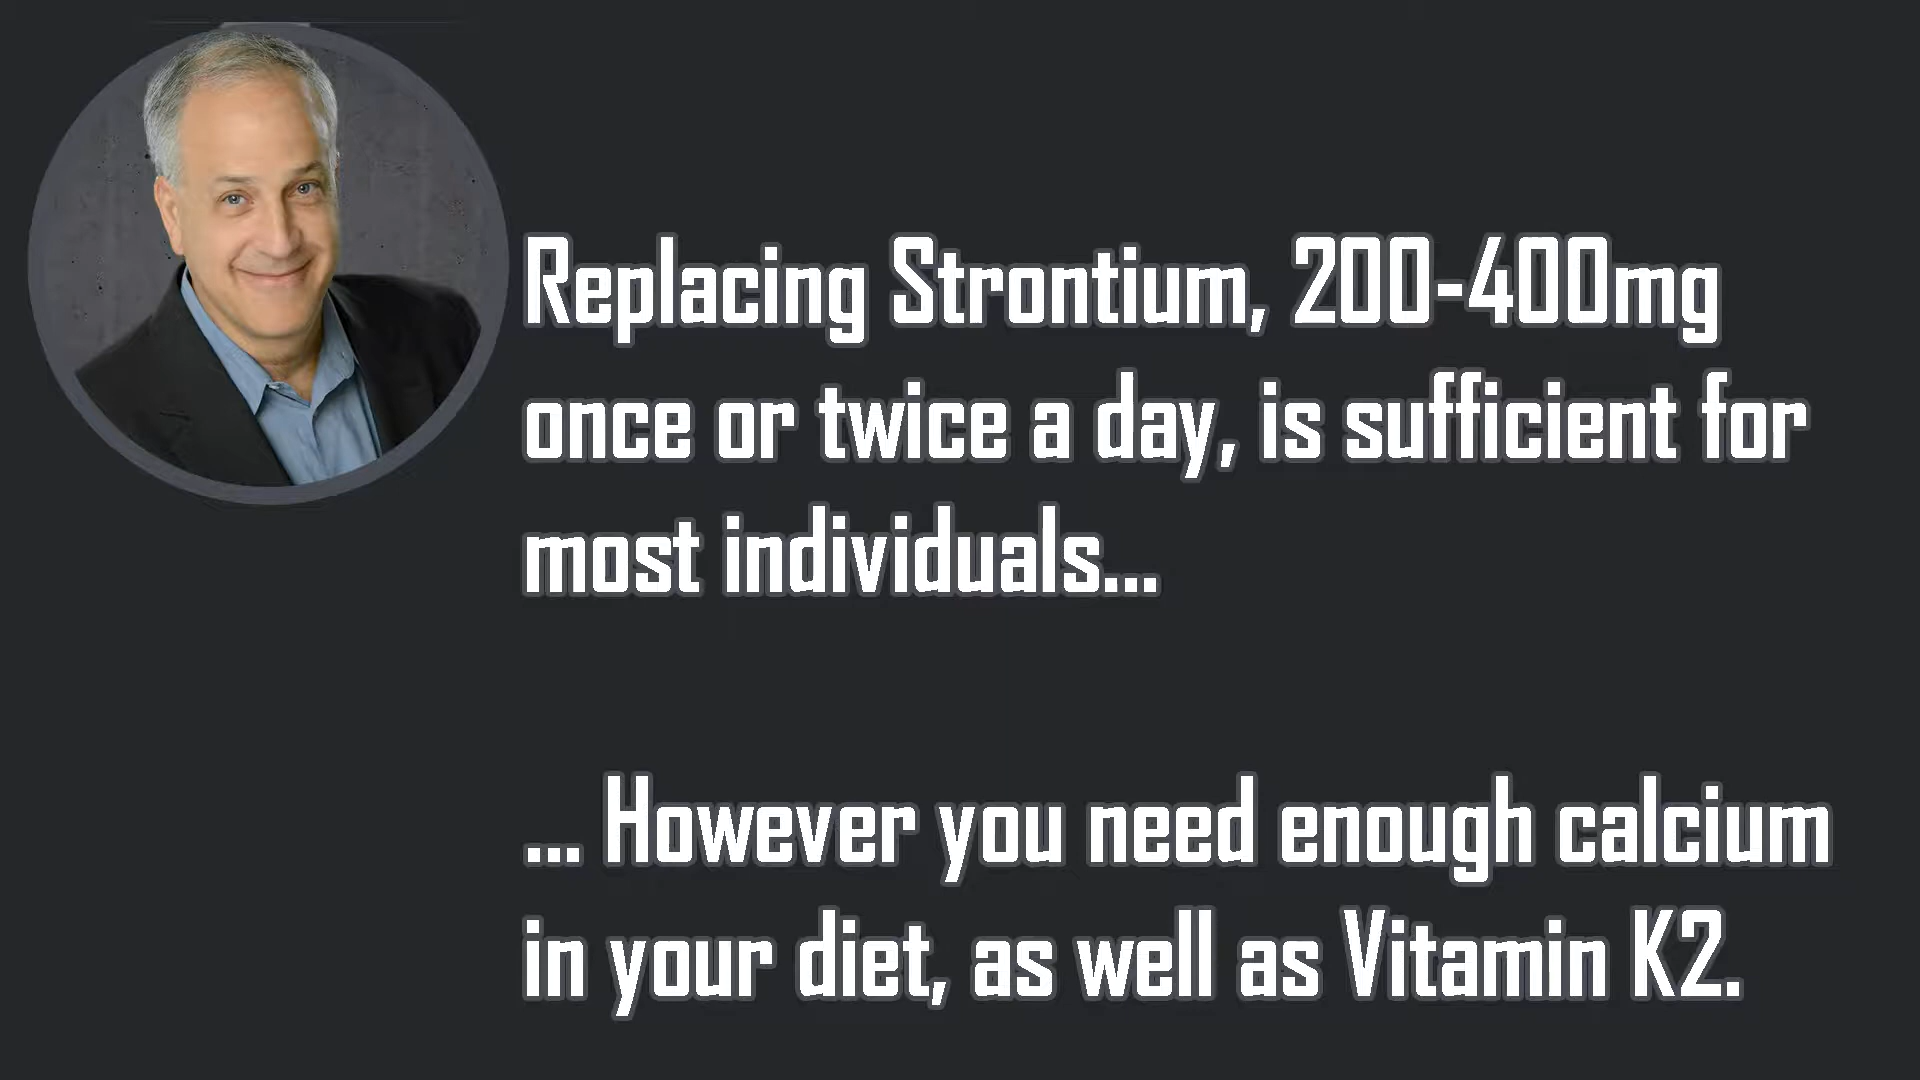 Replacing Strontium, 200-400mg
once or twice a day, is sufficient for
most individuals...
... However you need enough calcium
in your diet, as well as Vitamin K2.